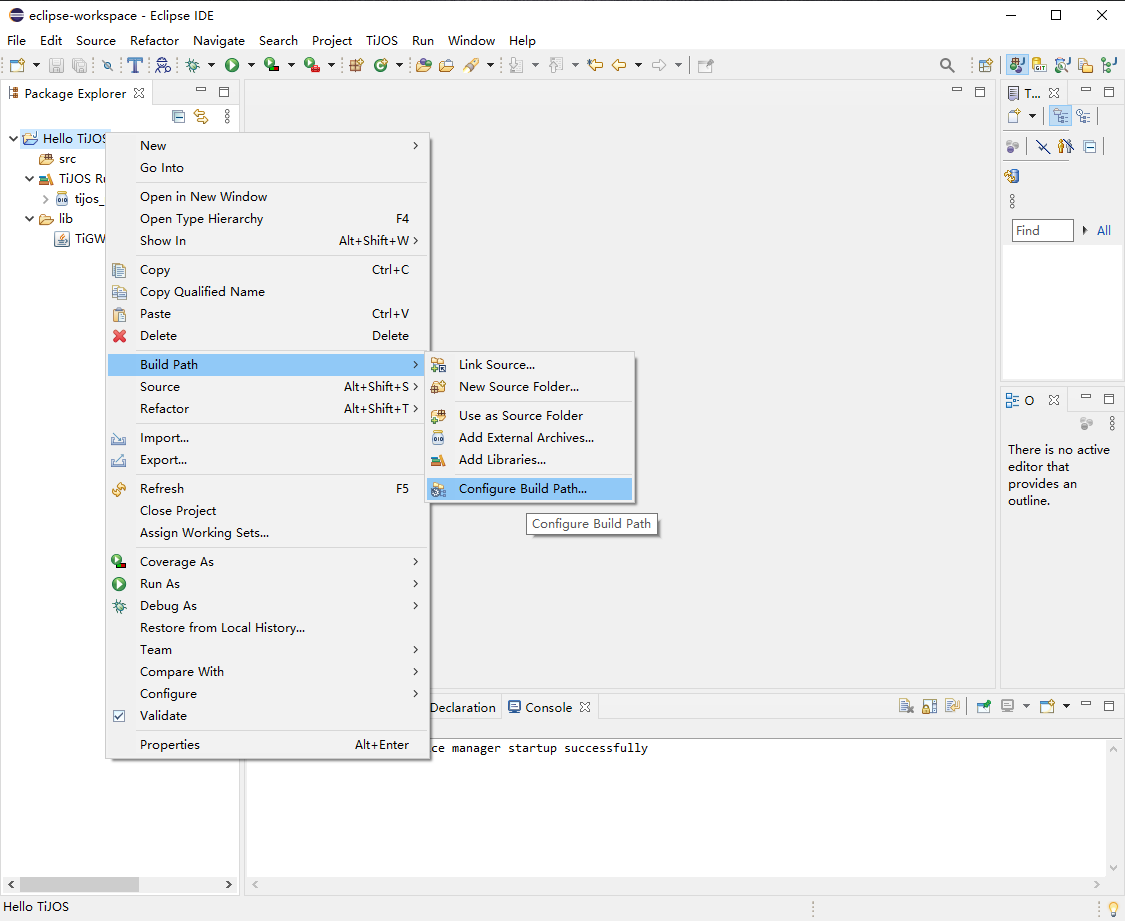 eclipse-workspace - Eclipse IDE
File Edit Source Refactor Navigate Search Project TiJOS Run Window Help
Package Explorer
Hello TiJOS
src
TiJOS Ru
tijos_
lib
TiGW
New
Go Into
Open in New Window
Open Type Hierarchy F4
Show In Alt+Shift+W
Copy Ctrl+C
Copy Qualified Name
Paste Ctrl+V
Delete Delete
Build Path
Source Alt+Shift+S
Refactor Alt+Shift+T
Import...
Export...
Refresh F5
Close Project
Assign Working Sets...
Coverage As
Run As
Debug As
Restore from Local History...
Team
Compare With
Configure
Validate
Properties Alt+Enter
Link Source...
New Source Folder...
Use as Source Folder
Add External Archives...
Add Libraries...
Configure Build Path...
Configure Build Path
T...
Find
All
O
There is no active
editor that
provides an
outline.
Declaration
Console
ce manager startup successfully
Hello TiJOS